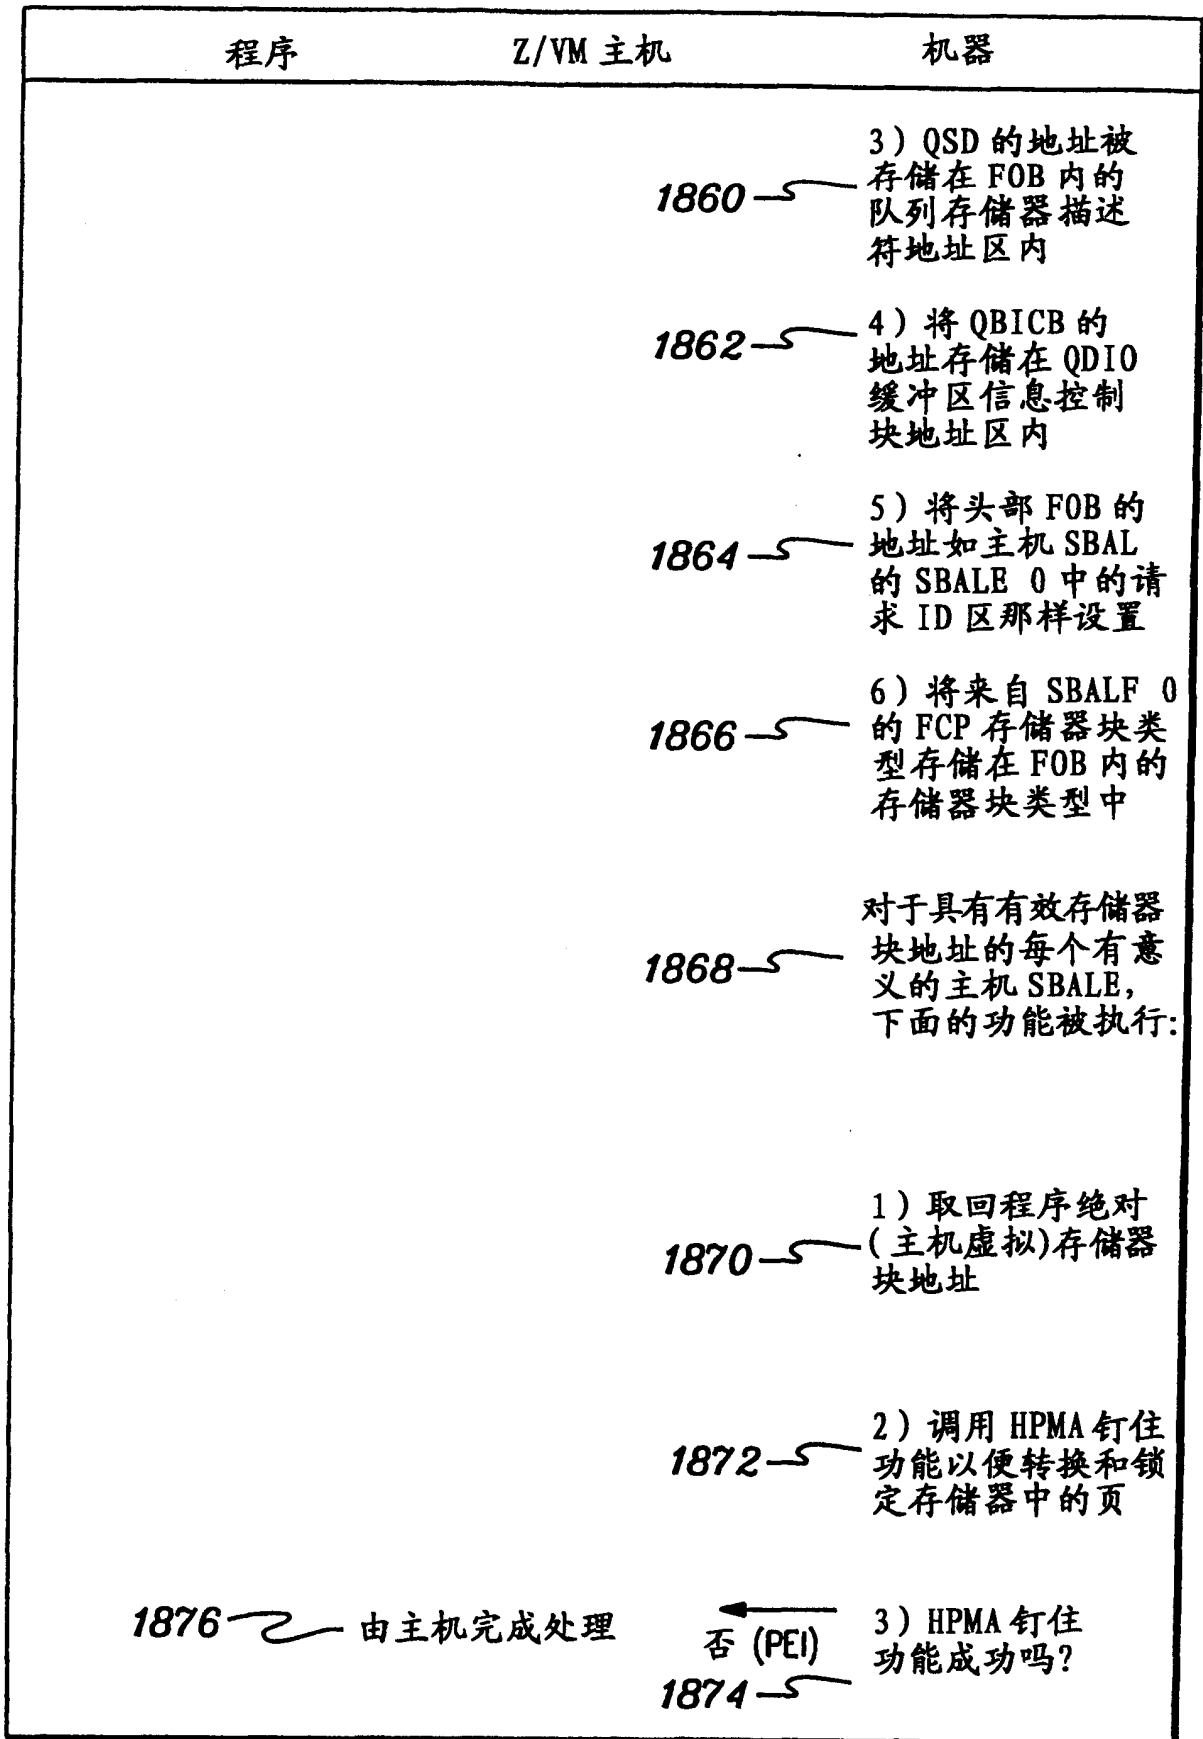 程序 Z/VM 主机 机器
3) QSD 的地址被
1860 存储在 FOB 内的
队列存储器描述
符地址区内
4) 将 QBICB 的
1862 地址存储在 QDIO
缓冲区信息控制
块地址区内
5) 将头部 FOB 的
1864 地址如主机 SBAL
的 SBALE 0 中的请
求 ID 区那样设置
6) 将来自 SBALF 0
1866 的 FCP 存储器块类
型存储在 FOB 内的
存储器块类型中
对于具有有效存储器
1868 块地址的每个有意
义的主机 SBALE,
下面的功能被执行:
1) 取回程序绝对
1870 (主机虚拟)存储器
块地址
2) 调用 HPMA 钉住
1872 功能以便转换和锁
定存储器中的页
1876 由主机完成处理 否 (PEI) 3) HPMA 钉住
功能成功吗?
1874